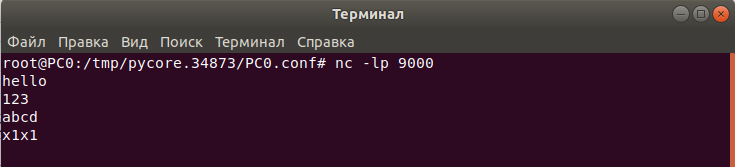 Терминал
Файл Правка Вид Поиск Терминал Справка
root@PC0:/tmp/pycore.34873/PC0.conf# nc -lp 9000
hello
123
abcd
x1x1